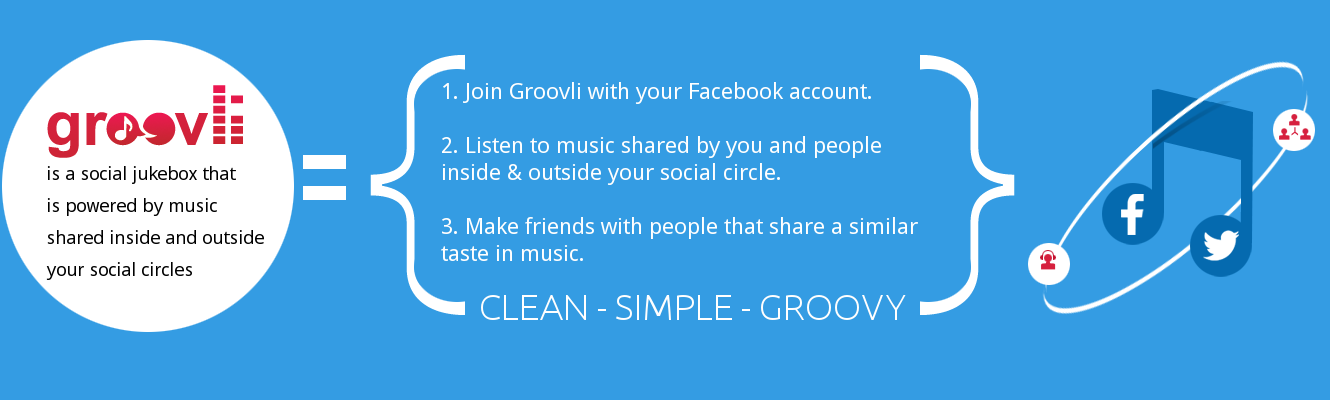 groovli
is a social jukebox that
is powered by music
shared inside and outside
your social circles
1. Join Groovli with your Facebook account.
2. Listen to music shared by you and people
inside & outside your social circle.
3. Make friends with people that share a similar
taste in music.
CLEAN - SIMPLE - GROOVY